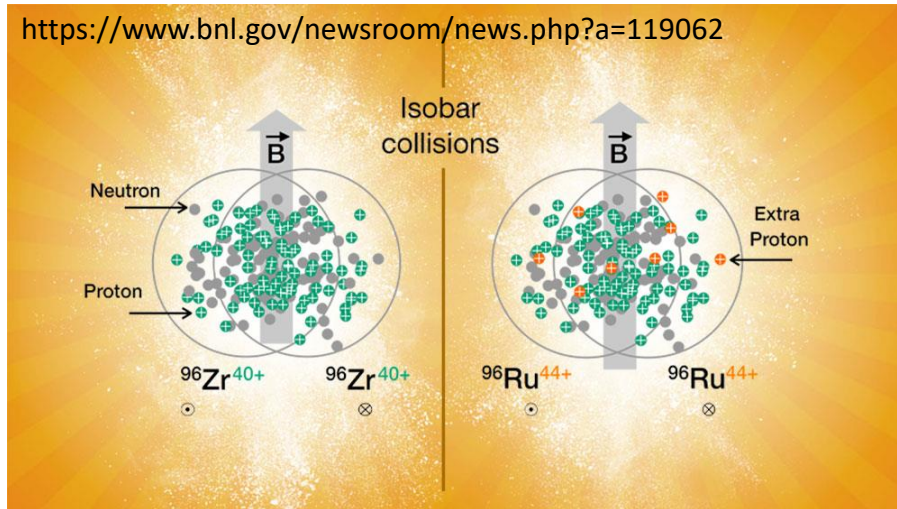 https://www.bnl.gov/newsroom/news.php?a=119062
Isobar
collisions
B
B
Neutron
Proton
Extra
Proton
96Zr40+
96Zr40+
96Ru44+
96Ru44+